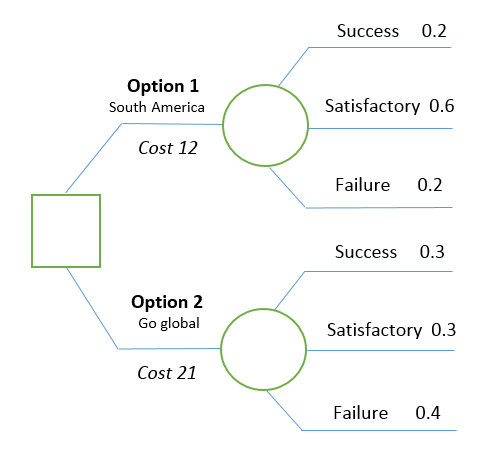 Success 0.2
Option 1
South America
Satisfactory 0.6
Cost 12
Failure 0.2
Success 0.3
Option 2
Go global
Satisfactory 0.3
Cost 21
Failure 0.4